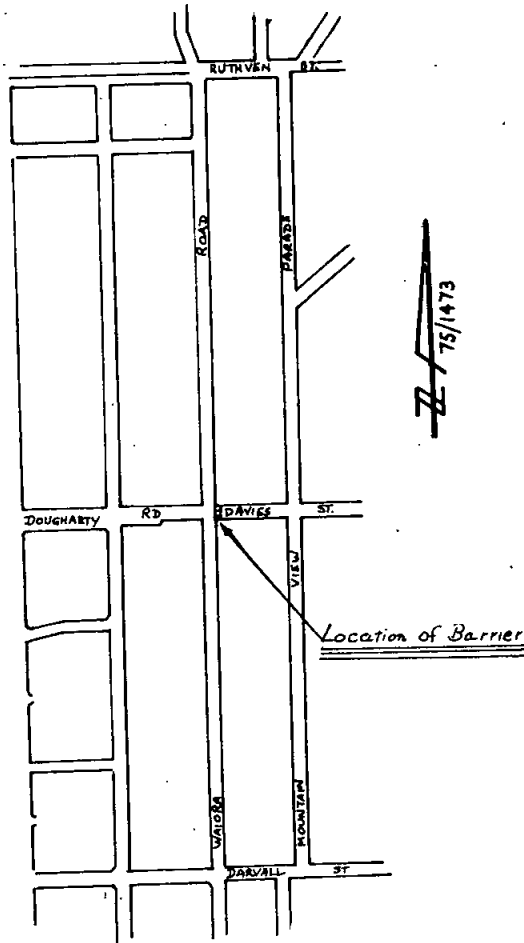 RUTHVEN ST.
ROAD
PARADE
75/1473
DOUGHARTY RD
DAVIES ST.
VIEW
Location of Barrier
WAIORA
MOUNTAIN
DARVALL ST